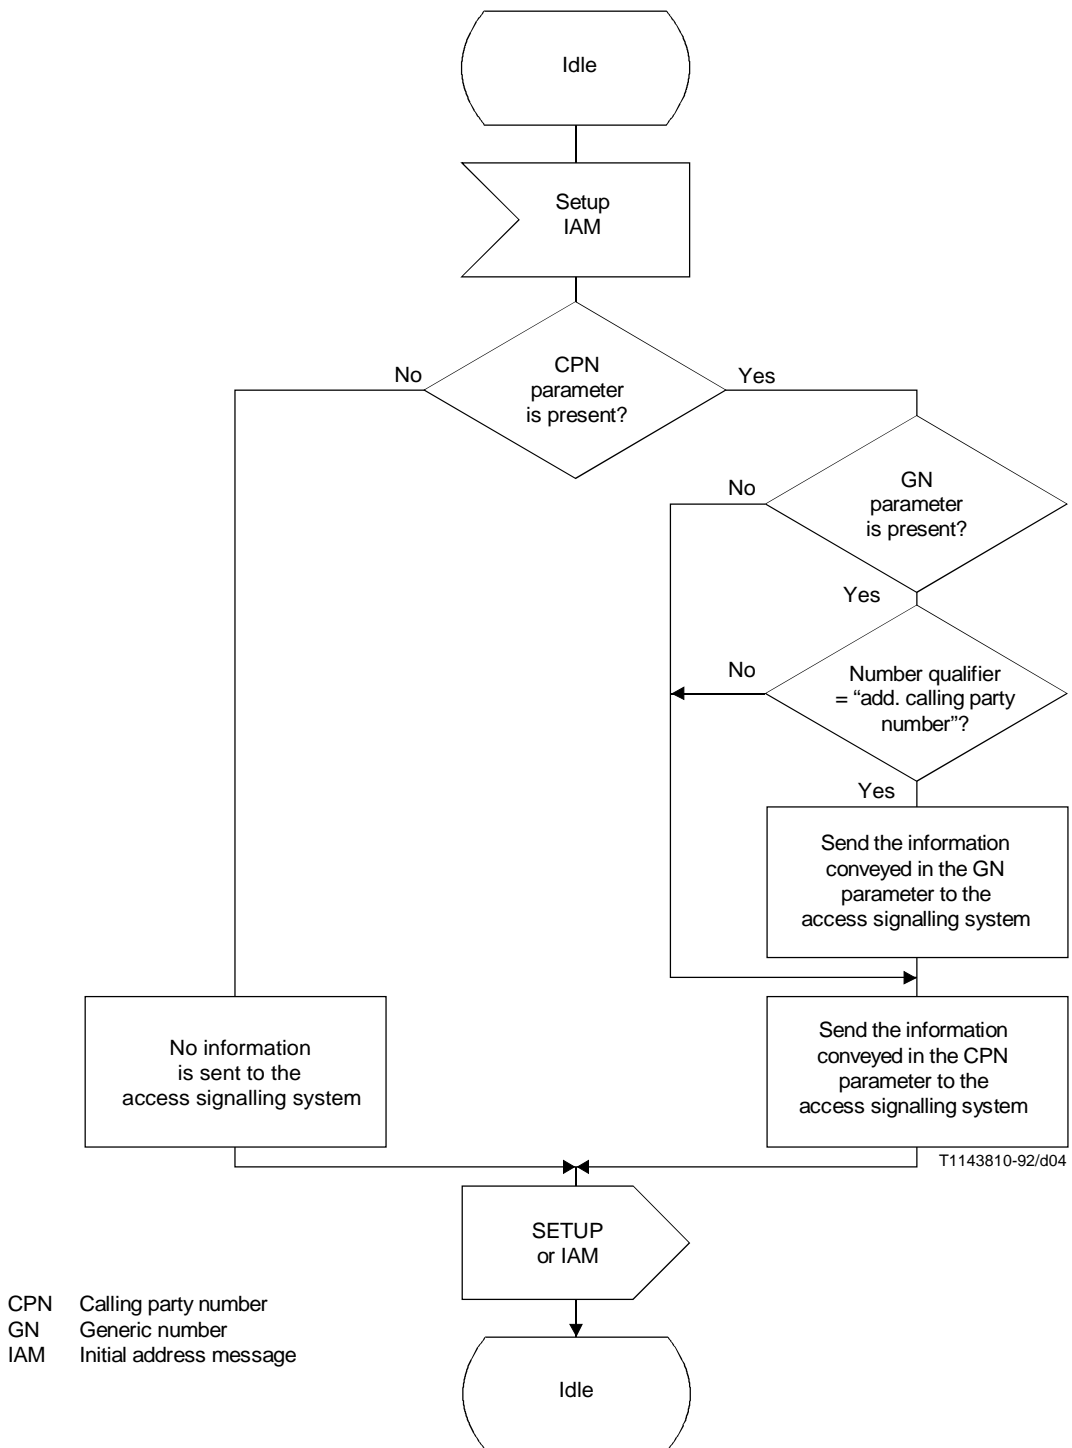 Idle
Setup
IAM
CPN
parameter
is present?
No
Yes
GN
parameter
is present?
No
Yes
Number qualifier
= “add. calling party
number”?
No
Yes
Send the information
conveyed in the GN
parameter to the
access signalling system
No information
is sent to the
access signalling system
Send the information
conveyed in the CPN
parameter to the
access signalling system
T1143810-92/d04
SETUP
or IAM
CPN Calling party number
GN Generic number
IAM Initial address message
Idle